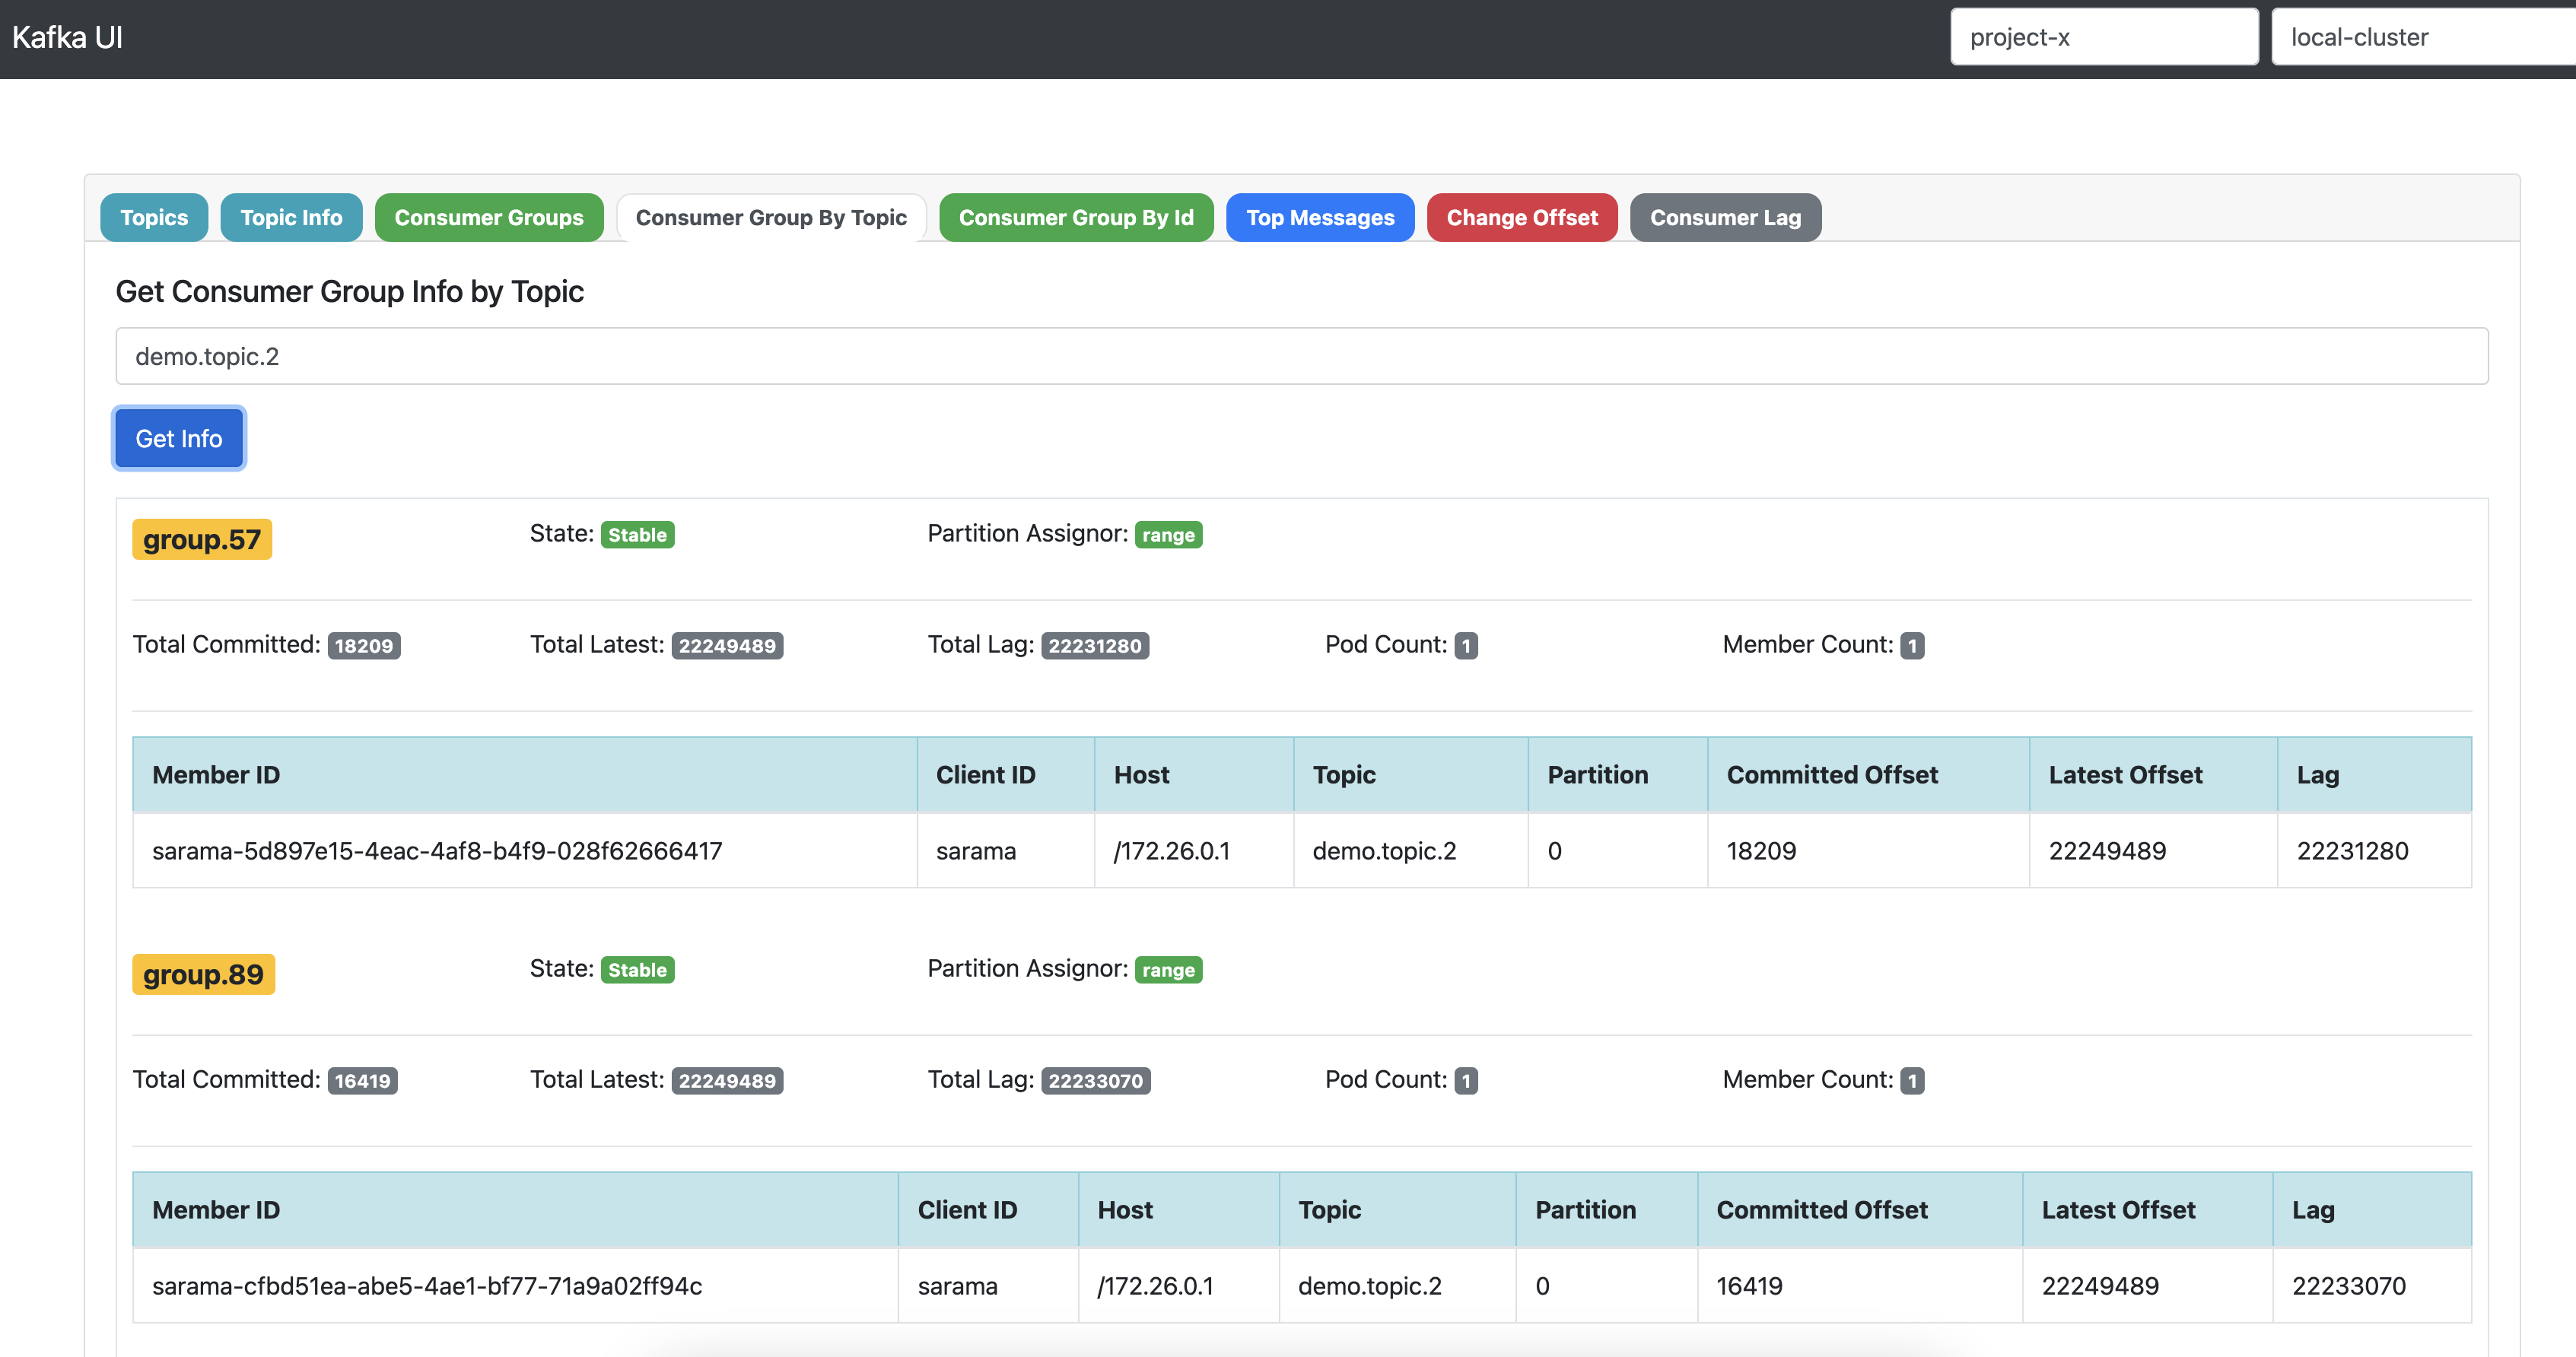 Kafka UI project-x local-cluster
Topics Topic Info Consumer Groups Consumer Group By Topic Consumer Group By Id Top Messages Change Offset Consumer Lag
Get Consumer Group Info by Topic
demo.topic.2
Get Info
group.57 State: Stable Partition Assignor: range
Total Committed: 18209 Total Latest: 22249489 Total Lag: 22231280 Pod Count: 1 Member Count: 1
Member ID Client ID Host Topic Partition Committed Offset Latest Offset Lag
sarama-5d897e15-4eac-4af8-b4f9-028f62666417 sarama /172.26.0.1 demo.topic.2 0 18209 22249489 22231280
group.89 State: Stable Partition Assignor: range
Total Committed: 16419 Total Latest: 22249489 Total Lag: 22233070 Pod Count: 1 Member Count: 1
Member ID Client ID Host Topic Partition Committed Offset Latest Offset Lag
sarama-cfbd51ea-abe5-4ae1-bf77-71a9a02ff94c sarama /172.26.0.1 demo.topic.2 0 16419 22249489 22233070